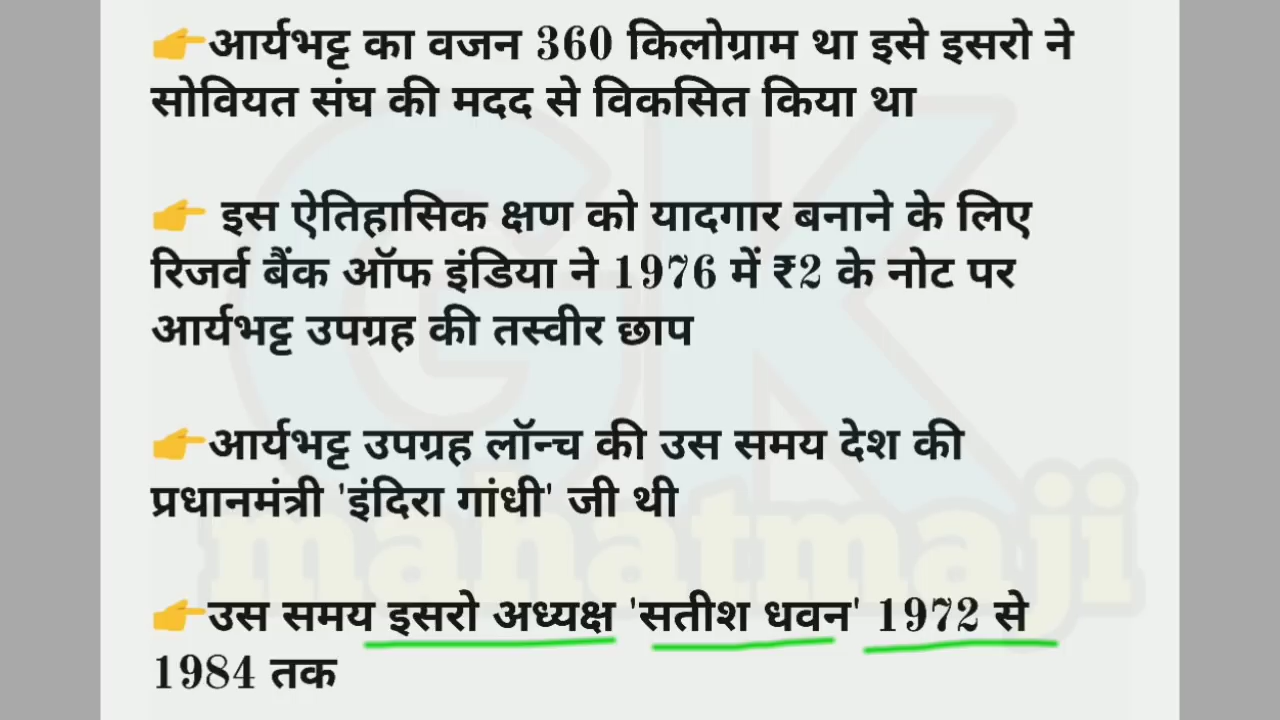 👉आर्यभट्ट का वजन 360 किलोग्राम था इसे इसरो ने
सोवियत संघ की मदद से विकसित किया था
👉 इस ऐतिहासिक क्षण को यादगार बनाने के लिए
रिजर्व बैंक ऑफ इंडिया ने 1976 में ₹2 के नोट पर
आर्यभट्ट उपग्रह की तस्वीर छाप
👉आर्यभट्ट उपग्रह लॉन्च की उस समय देश की
प्रधानमंत्री 'इंदिरा गांधी' जी थी
👉उस समय इसरो अध्यक्ष 'सतीश धवन' 1972 से
1984 तक
GK
mahatmaji